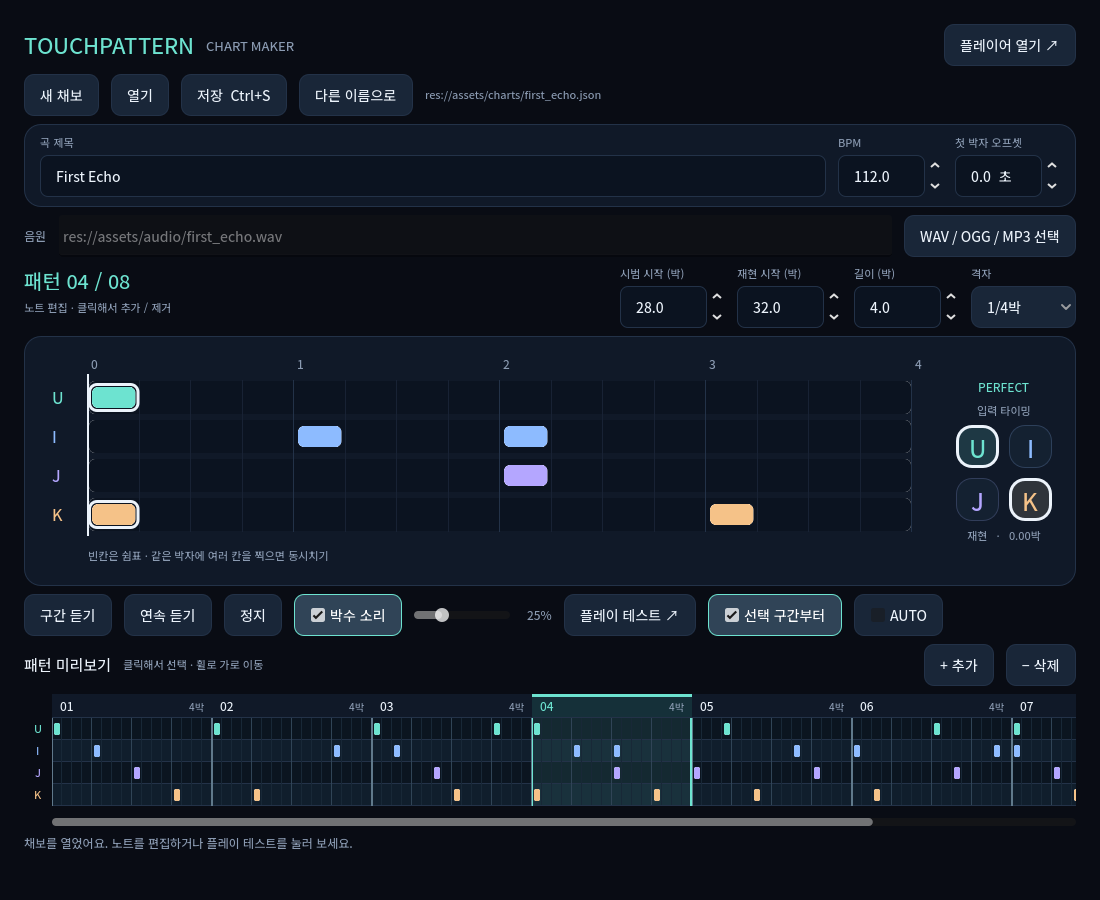 TOUCHPATTERN CHART MAKER 플레이어 열기 ↗
새 채보 열기 저장 Ctrl+S 다른 이름으로 res://assets/charts/first_echo.json
곡 제목 BPM 첫 박자 오프셋
First Echo 112.0 0.0 초
음원 res://assets/audio/first_echo.wav WAV / OGG / MP3 선택
패턴 04 / 08 시범 시작 (박) 재현 시작 (박) 길이 (박) 격자
노트 편집 · 클릭해서 추가 / 제거 28.0 32.0 4.0 1/4박
0 1 2 3 4
PERFECT
입력 타이밍
U
I
J
K
U I
J K
재현 · 0.00박
빈칸은 쉼표 · 같은 박자에 여러 칸을 찍으면 동시치기
구간 듣기 연속 듣기 정지 박수 소리 25% 플레이 테스트 ↗ 선택 구간부터 AUTO
패턴 미리보기 클릭해서 선택 · 휠로 가로 이동 + 추가 − 삭제
01 4박 02 4박 03 4박 04 4박 05 4박 06 4박 07
U
I
J
K
채보를 열었어요. 노트를 편집하거나 플레이 테스트를 눌러 보세요.